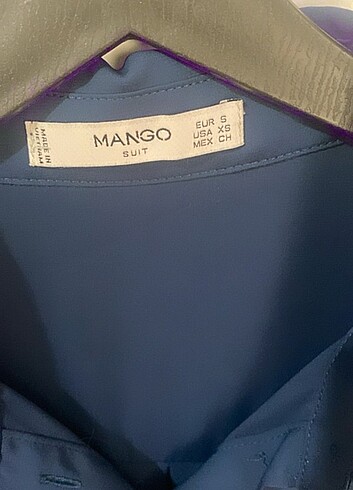 MADE IN
VIETNAM
MANGO
SUIT
EUR S
USA XS
MEX CH